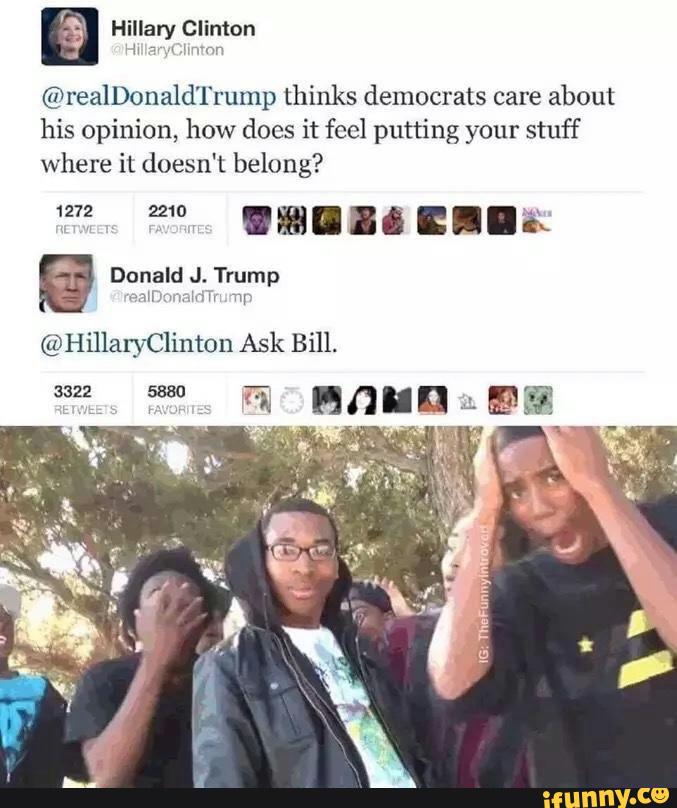 Hillary Clinton
@HillaryClinton
@realDonaldTrump thinks democrats care about
his opinion, how does it feel putting your stuff
where it doesn't belong?
1272 2210
RETWEETS FAVORITES
Donald J. Trump
@realDonaldTrump
@HillaryClinton Ask Bill.
3322 5880
RETWEETS FAVORITES
IG: TheFunnyIntrovert
ifunny.co